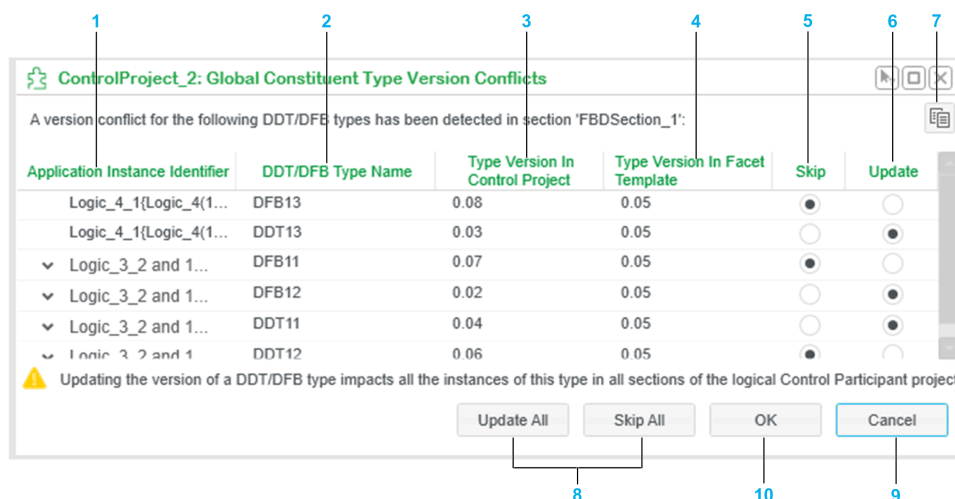 1 2 3 4 5 6 7
ControlProject_2: Global Constituent Type Version Conflicts
A version conflict for the following DDT/DFB types has been detected in section 'FBDSection_1':
Application Instance Identifier DDT/DFB Type Name Type Version In Control Project Type Version In Facet Template Skip Update
Logic_4_1{Logic_4(1... DFB13 0.08 0.05
Logic_4_1{Logic_4(1... DDT13 0.03 0.05
Logic_3_2 and 1... DFB11 0.07 0.05
Logic_3_2 and 1... DFB12 0.02 0.05
Logic_3_2 and 1... DDT11 0.04 0.05
Logic_3_2 and 1 DDT12 0.06 0.05
Updating the version of a DDT/DFB type impacts all the instances of this type in all sections of the logical Control Participant project
Update All Skip All OK Cancel
8 10 9